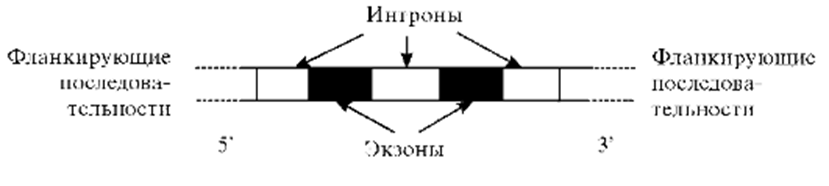 Интроны
Фланкирующие
последова-
тельности
Фланкирующие
последова-
тельности
5’
Экзоны
3’